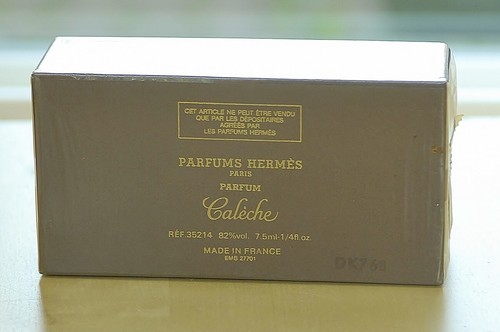 CET ARTICLE NE PEUT ÊTRE VENDU
QUE PAR LES DÉPOSITAIRES
AGRÉÉS PAR
LES PARFUMS HERMÈS
PARFUMS HERMÈS
PARIS
PARFUM
Calèche
RÉF.35214 82%vol. 7.5ml-1/4fl oz
MADE IN FRANCE
EMB 27701
DK768